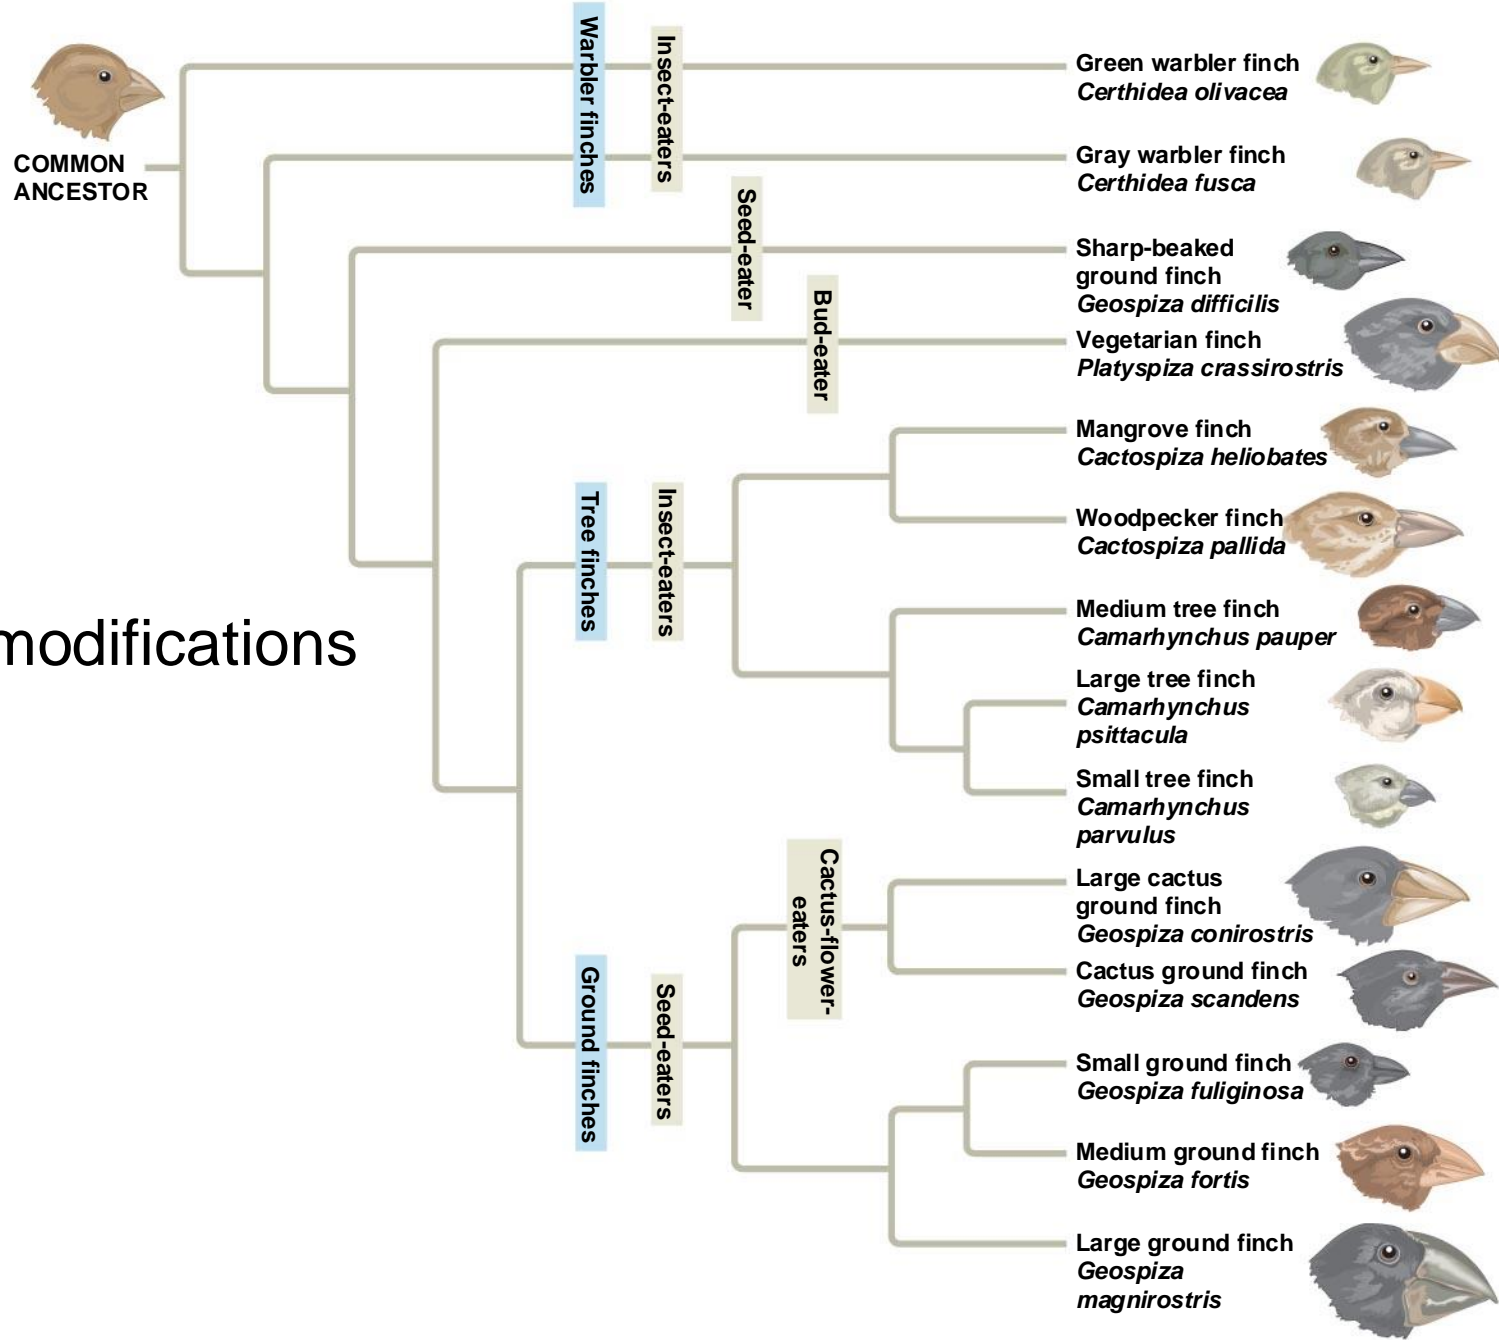 COMMON
ANCESTOR
Warbler finches
Insect-eaters
Green warbler finch
Certhidea olivacea
Gray warbler finch
Certhidea fusca
Seed-eater
Sharp-beaked
ground finch
Geospiza difficilis
Bud-eater
Vegetarian finch
Platyspiza crassirostris
Tree finches
Insect-eaters
Mangrove finch
Cactospiza heliobates
Woodpecker finch
Cactospiza pallida
modifications
Medium tree finch
Camarhynchus pauper
Large tree finch
Camarhynchus
psittacula
Small tree finch
Camarhynchus
parvulus
Ground finches
Seed-eaters
Cactus-flower-
eaters
Large cactus
ground finch
Geospiza conirostris
Cactus ground finch
Geospiza scandens
Small ground finch
Geospiza fuliginosa
Medium ground finch
Geospiza fortis
Large ground finch
Geospiza
magnirostris